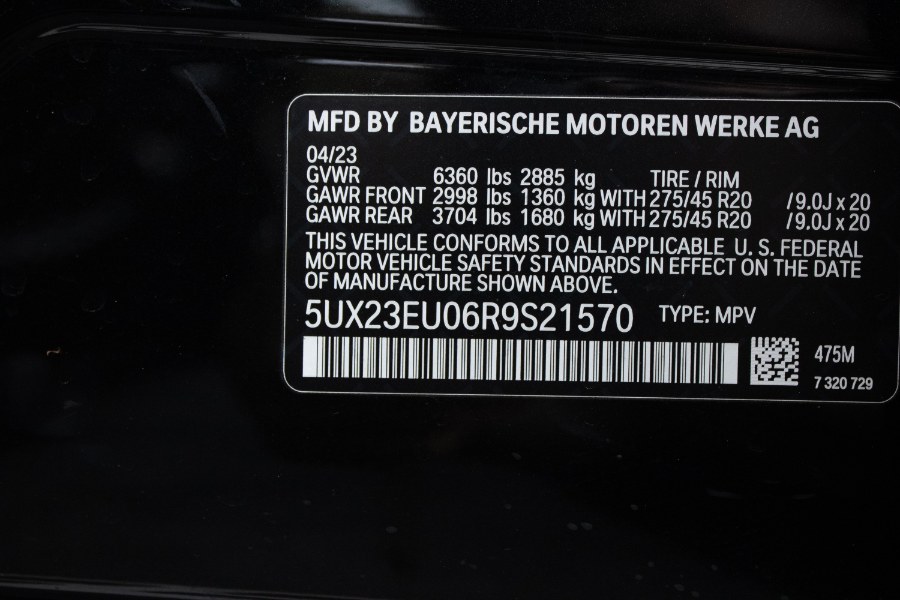 MFD BY BAYERISCHE MOTOREN WERKE AG
04/23
GVWR 6360 lbs 2885 kg TIRE / RIM
GAWR FRONT 2998 lbs 1360 kg WITH 275/45 R20 / 9.0J x 20
GAWR REAR 3704 lbs 1680 kg WITH 275/45 R20 / 9.0J x 20
THIS VEHICLE CONFORMS TO ALL APPLICABLE U. S. FEDERAL
MOTOR VEHICLE SAFETY STANDARDS IN EFFECT ON THE DATE
OF MANUFACTURE SHOWN ABOVE.
5UX23EU06R9S21570 TYPE: MPV
475M
7 320 729